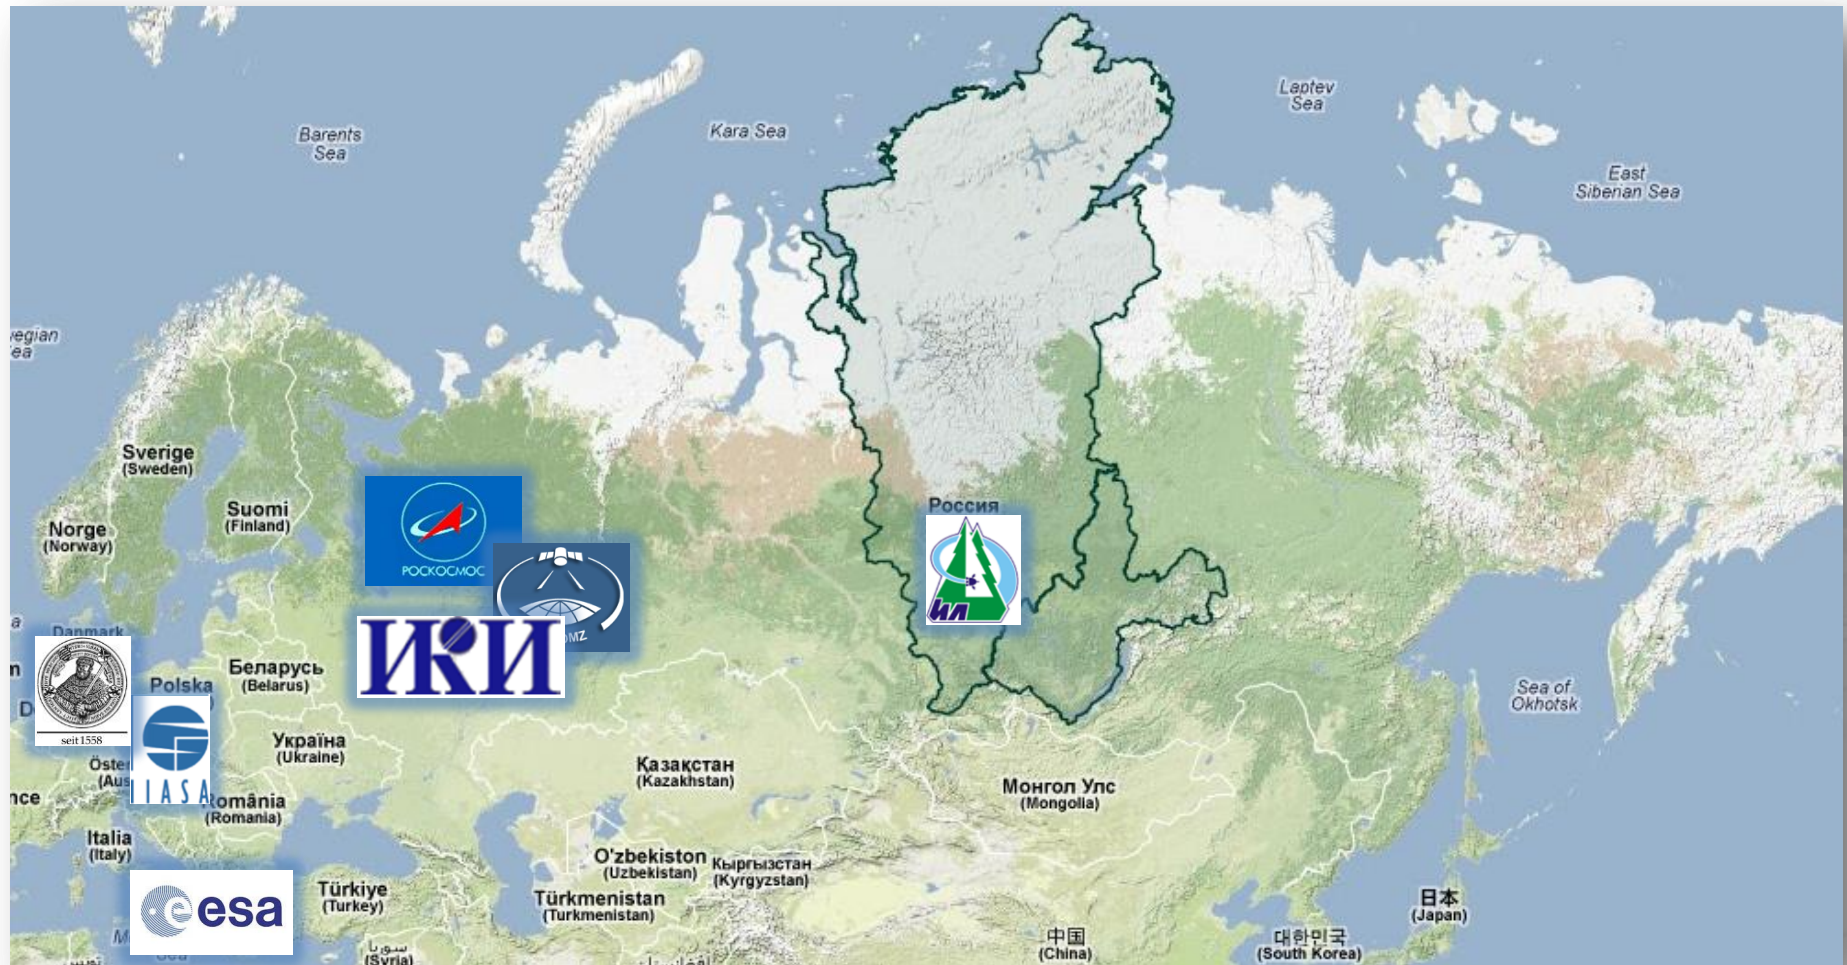 Barents
Sea
Kara Sea
Laptev
Sea
East
Siberian Sea
Sverige
(Sweden)
Norge
(Norway)
Suomi
(Finland)
РОСКОСМОС
Россия
ИЛ
ИКИ
Danmark
seit 1558
Polska
Беларусь
(Belarus)
Україна
(Ukraine)
IIASA
România
(Romania)
Italia
(Italy)
esa
Türkiye
(Turkey)
Қазақстан
(Kazakhstan)
O'zbekiston
(Uzbekistan)
Кыргызстан
(Kyrgyzstan)
Türkmenistan
(Turkmenistan)
Монгол Улс
(Mongolia)
Sea of
Okhotsk
日本
(Japan)
中国
(China)
대한민국
(South Korea)
سوريا
(Syria)